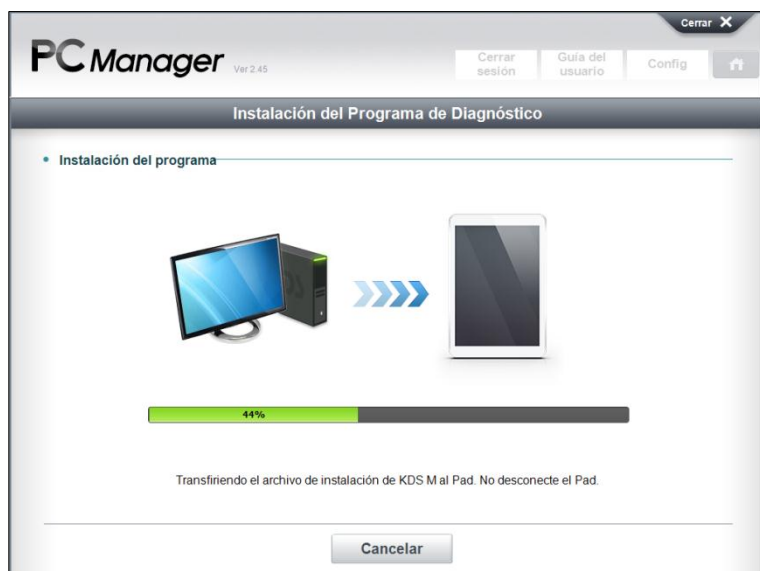 Cerrar X
PC Manager Ver 2.45
Cerrar sesión
Guía del usuario
Config
Instalación del Programa de Diagnóstico
• Instalación del programa
44%
Transfiriendo el archivo de instalación de KDS M al Pad. No desconecte el Pad.
Cancelar